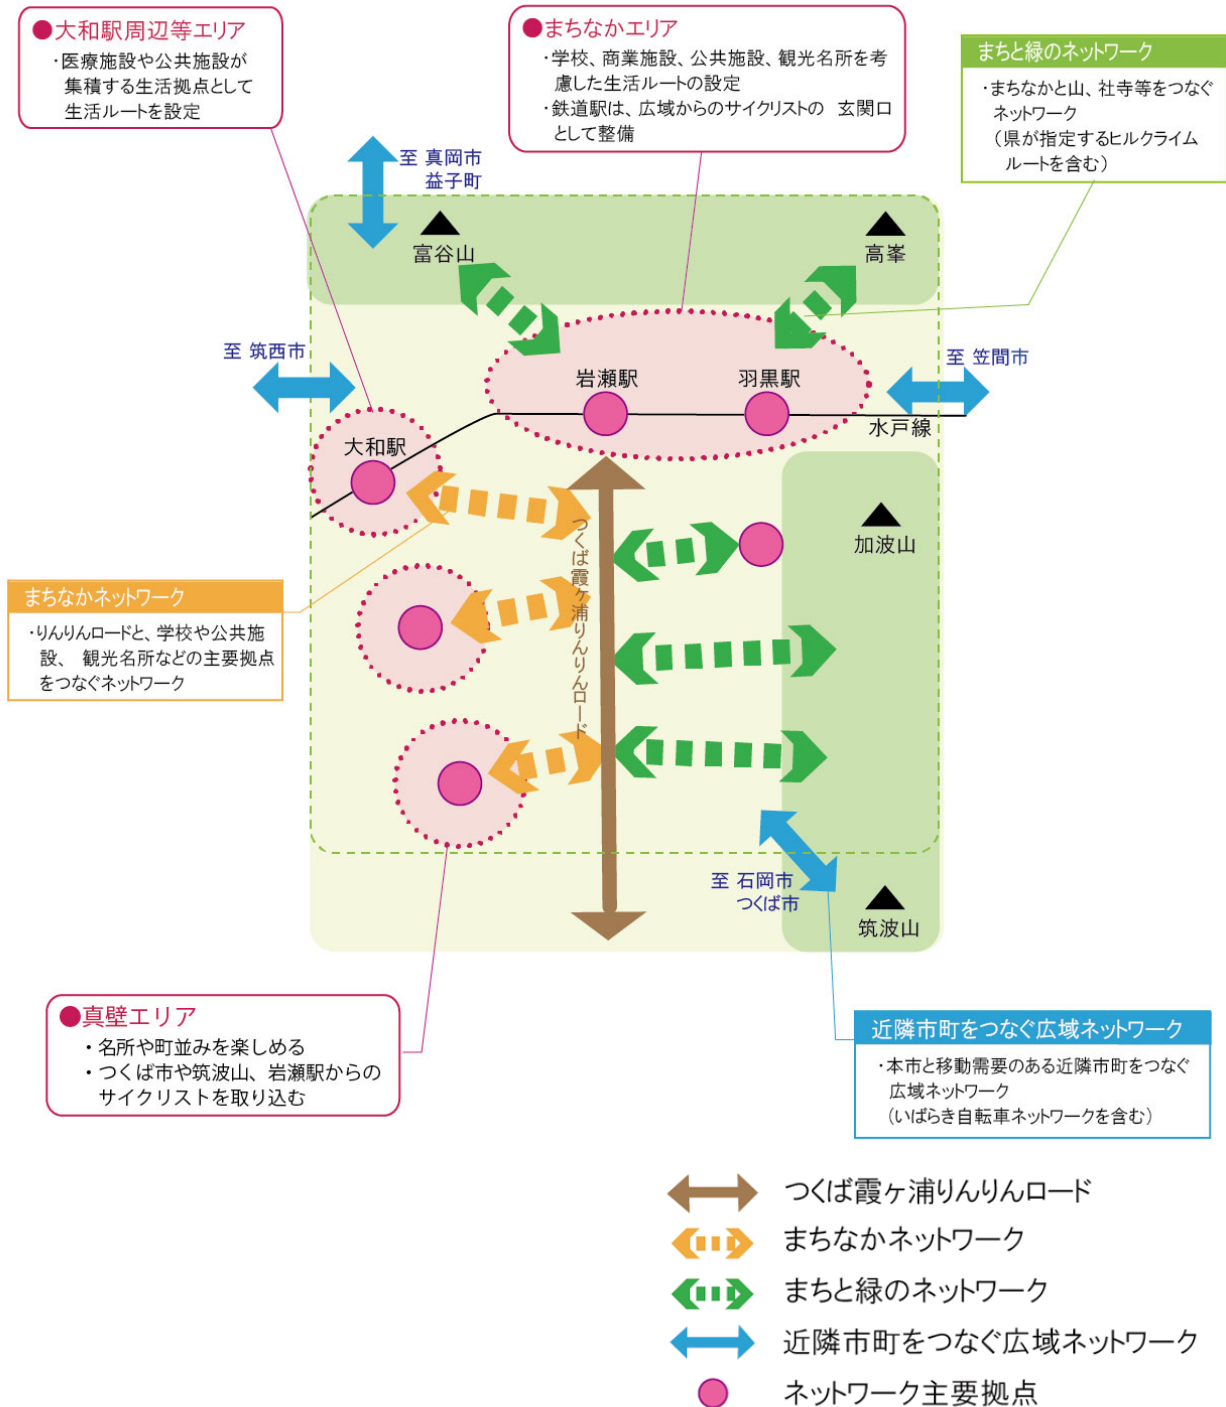 ●大和駅周辺等エリア
・医療施設や公共施設が
集積する生活拠点として
生活ルートを設定
●まちなかエリア
・学校、商業施設、公共施設、観光名所を考
慮した生活ルートの設定
・鉄道駅は、広域からのサイクリストの 玄関口
として整備
まちと緑のネットワーク
・まちなかと山、社寺等をつなぐ
ネットワーク
（県が指定するヒルクライム
ルートを含む）
至 真岡市
益子町
富谷山
高峯
至 筑西市
至 笠間市
岩瀬駅
羽黒駅
水戸線
大和駅
つくば霞ヶ浦りんりんロード
加波山
まちなかネットワーク
・りんりんロードと、学校や公共施
設、 観光名所などの主要拠点
をつなぐネットワーク
至 石岡市
つくば市
筑波山
●真壁エリア
・名所や町並みを楽しめる
・つくば市や筑波山、岩瀬駅からの
サイクリストを取り込む
近隣市町をつなぐ広域ネットワーク
・本市と移動需要のある近隣市町をつなぐ
広域ネットワーク
（いばらき自転車ネットワークを含む）
つくば霞ヶ浦りんりんロード
まちなかネットワーク
まちと緑のネットワーク
近隣市町をつなぐ広域ネットワーク
ネットワーク主要拠点